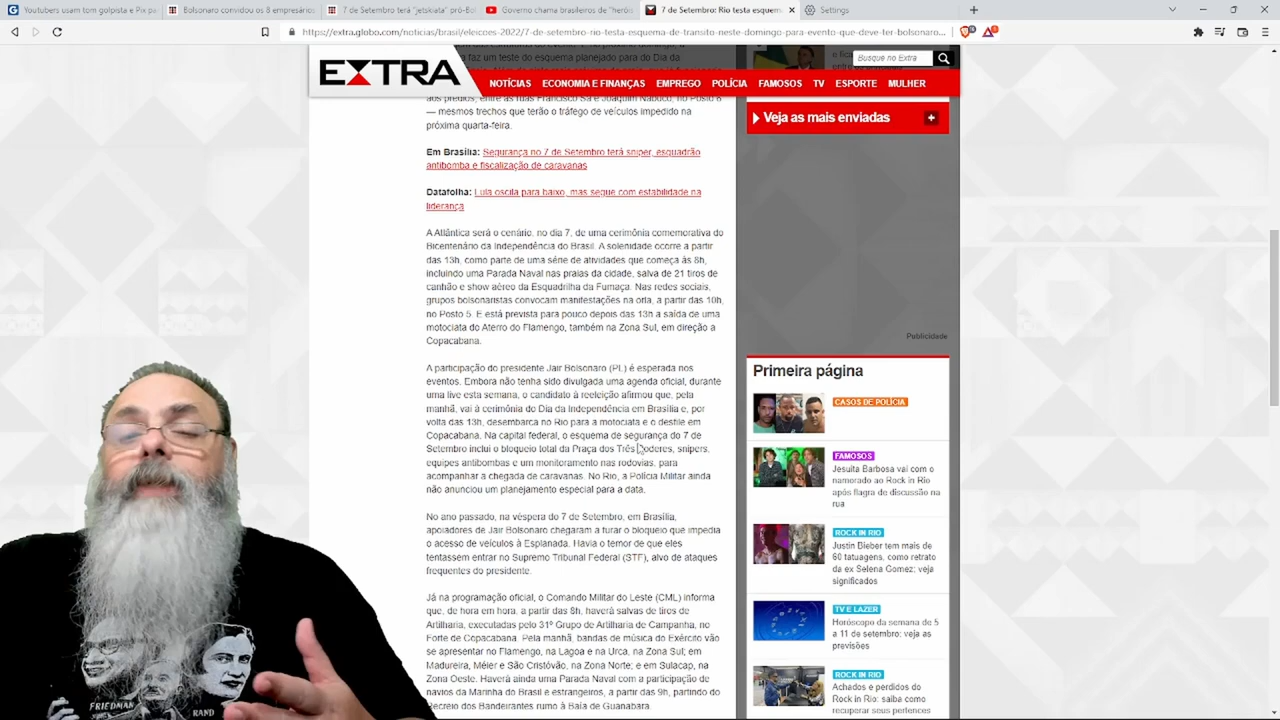 Youtubers usam tom golpista e Pix pa
Bolsonaro convidou os 8 empresários
7 de Setembro terá "jetskiata" pró-Bol
Governo chama brasileiros de "heróis
7 de Setembro: Rio testa esquema
Settings
https://extra.globo.com/noticias/brasil/eleicoes-2022/7-de-setembro-rio-testa-esquema-de-transito-neste-domingo-para-evento-que-deve-ter-bolsonaro...
EXTRA
Busque no Extra
NOTÍCIAS ECONOMIA E FINANÇAS EMPREGO POLÍCIA FAMOSOS TV ESPORTE MULHER
faz um teste do esquema planejado para o Dia da
aos prédios, entre as ruas Francisco Sá e Joaquim Nabuco, no Posto 6
— mesmos trechos que terão o tráfego de veículos impedido na
próxima quarta-feira.
Em Brasília: Segurança no 7 de Setembro terá sniper, esquadrão
antibomba e fiscalização de caravanas
Datafolha: Lula oscila para baixo, mas segue com estabilidade na
liderança
A Atlântica será o cenário, no dia 7, de uma cerimônia comemorativa do
Bicentenário da Independência do Brasil. A solenidade ocorre a partir
das 13h, como parte de uma série de atividades que começa às 8h,
incluindo uma Parada Naval nas praias da cidade, salva de 21 tiros de
canhão e show aéreo da Esquadrilha da Fumaça. Nas redes sociais,
grupos bolsonaristas convocam manifestações na orla, a partir das 10h,
no Posto 5. E está prevista para pouco depois das 13h a saída de uma
motociata do Aterro do Flamengo, também na Zona Sul, em direção a
Copacabana.
A participação do presidente Jair Bolsonaro (PL) é esperada nos
eventos. Embora não tenha sido divulgada uma agenda oficial, durante
uma live esta semana, o candidato à reeleição afirmou que, pela
manhã, vai à cerimônia do Dia da Independência em Brasília e, por
volta das 13h, desembarca no Rio para a motociata e o desfile em
Copacabana. Na capital federal, o esquema de segurança do 7 de
Setembro inclui o bloqueio total da Praça dos Três Poderes, snipers,
equipes antibombas e um monitoramento nas rodovias, para
acompanhar a chegada de caravanas. No Rio, a Polícia Militar ainda
não anunciou um planejamento especial para a data.
No ano passado, na véspera do 7 de Setembro, em Brasília,
apoiadores de Jair Bolsonaro chegaram a furar o bloqueio que impedia
o acesso de veículos à Esplanada. Havia o temor de que eles
tentassem entrar no Supremo Tribunal Federal (STF), alvo de ataques
frequentes do presidente.
Já na programação oficial, o Comando Militar do Leste (CML) informa
que, de hora em hora, a partir das 8h, haverá salvas de tiros de
Artilharia, executadas pelo 31º Grupo de Artilharia de Campanha, no
Forte de Copacabana. Pela manhã, bandas de música do Exército vão
se apresentar no Flamengo, na Lagoa e na Urca, na Zona Sul; em
Madureira, Méier e São Cristóvão, na Zona Norte; e em Sulacap, na
Zona Oeste. Haverá ainda uma Parada Naval com a participação de
navios da Marinha do Brasil e estrangeiros, a partir das 9h, partindo do
Recreio dos Bandeirantes rumo à Baía de Guanabara.
Veja as mais enviadas
Publicidade
Primeira página
CASOS DE POLÍCIA
FAMOSOS
Jesuíta Barbosa vai com o
namorado ao Rock in Rio
após flagra de discussão na
rua
ROCK IN RIO
Justin Bieber tem mais de
60 tatuagens, como retrato
da ex Selena Gomez; veja
significados
TV E LAZER
Horóscopo da semana de 5
a 11 de setembro: veja as
previsões
ROCK IN RIO
Achados e perdidos do
Rock in Rio: saiba como
recuperar seus pertences
FRIEDMAN